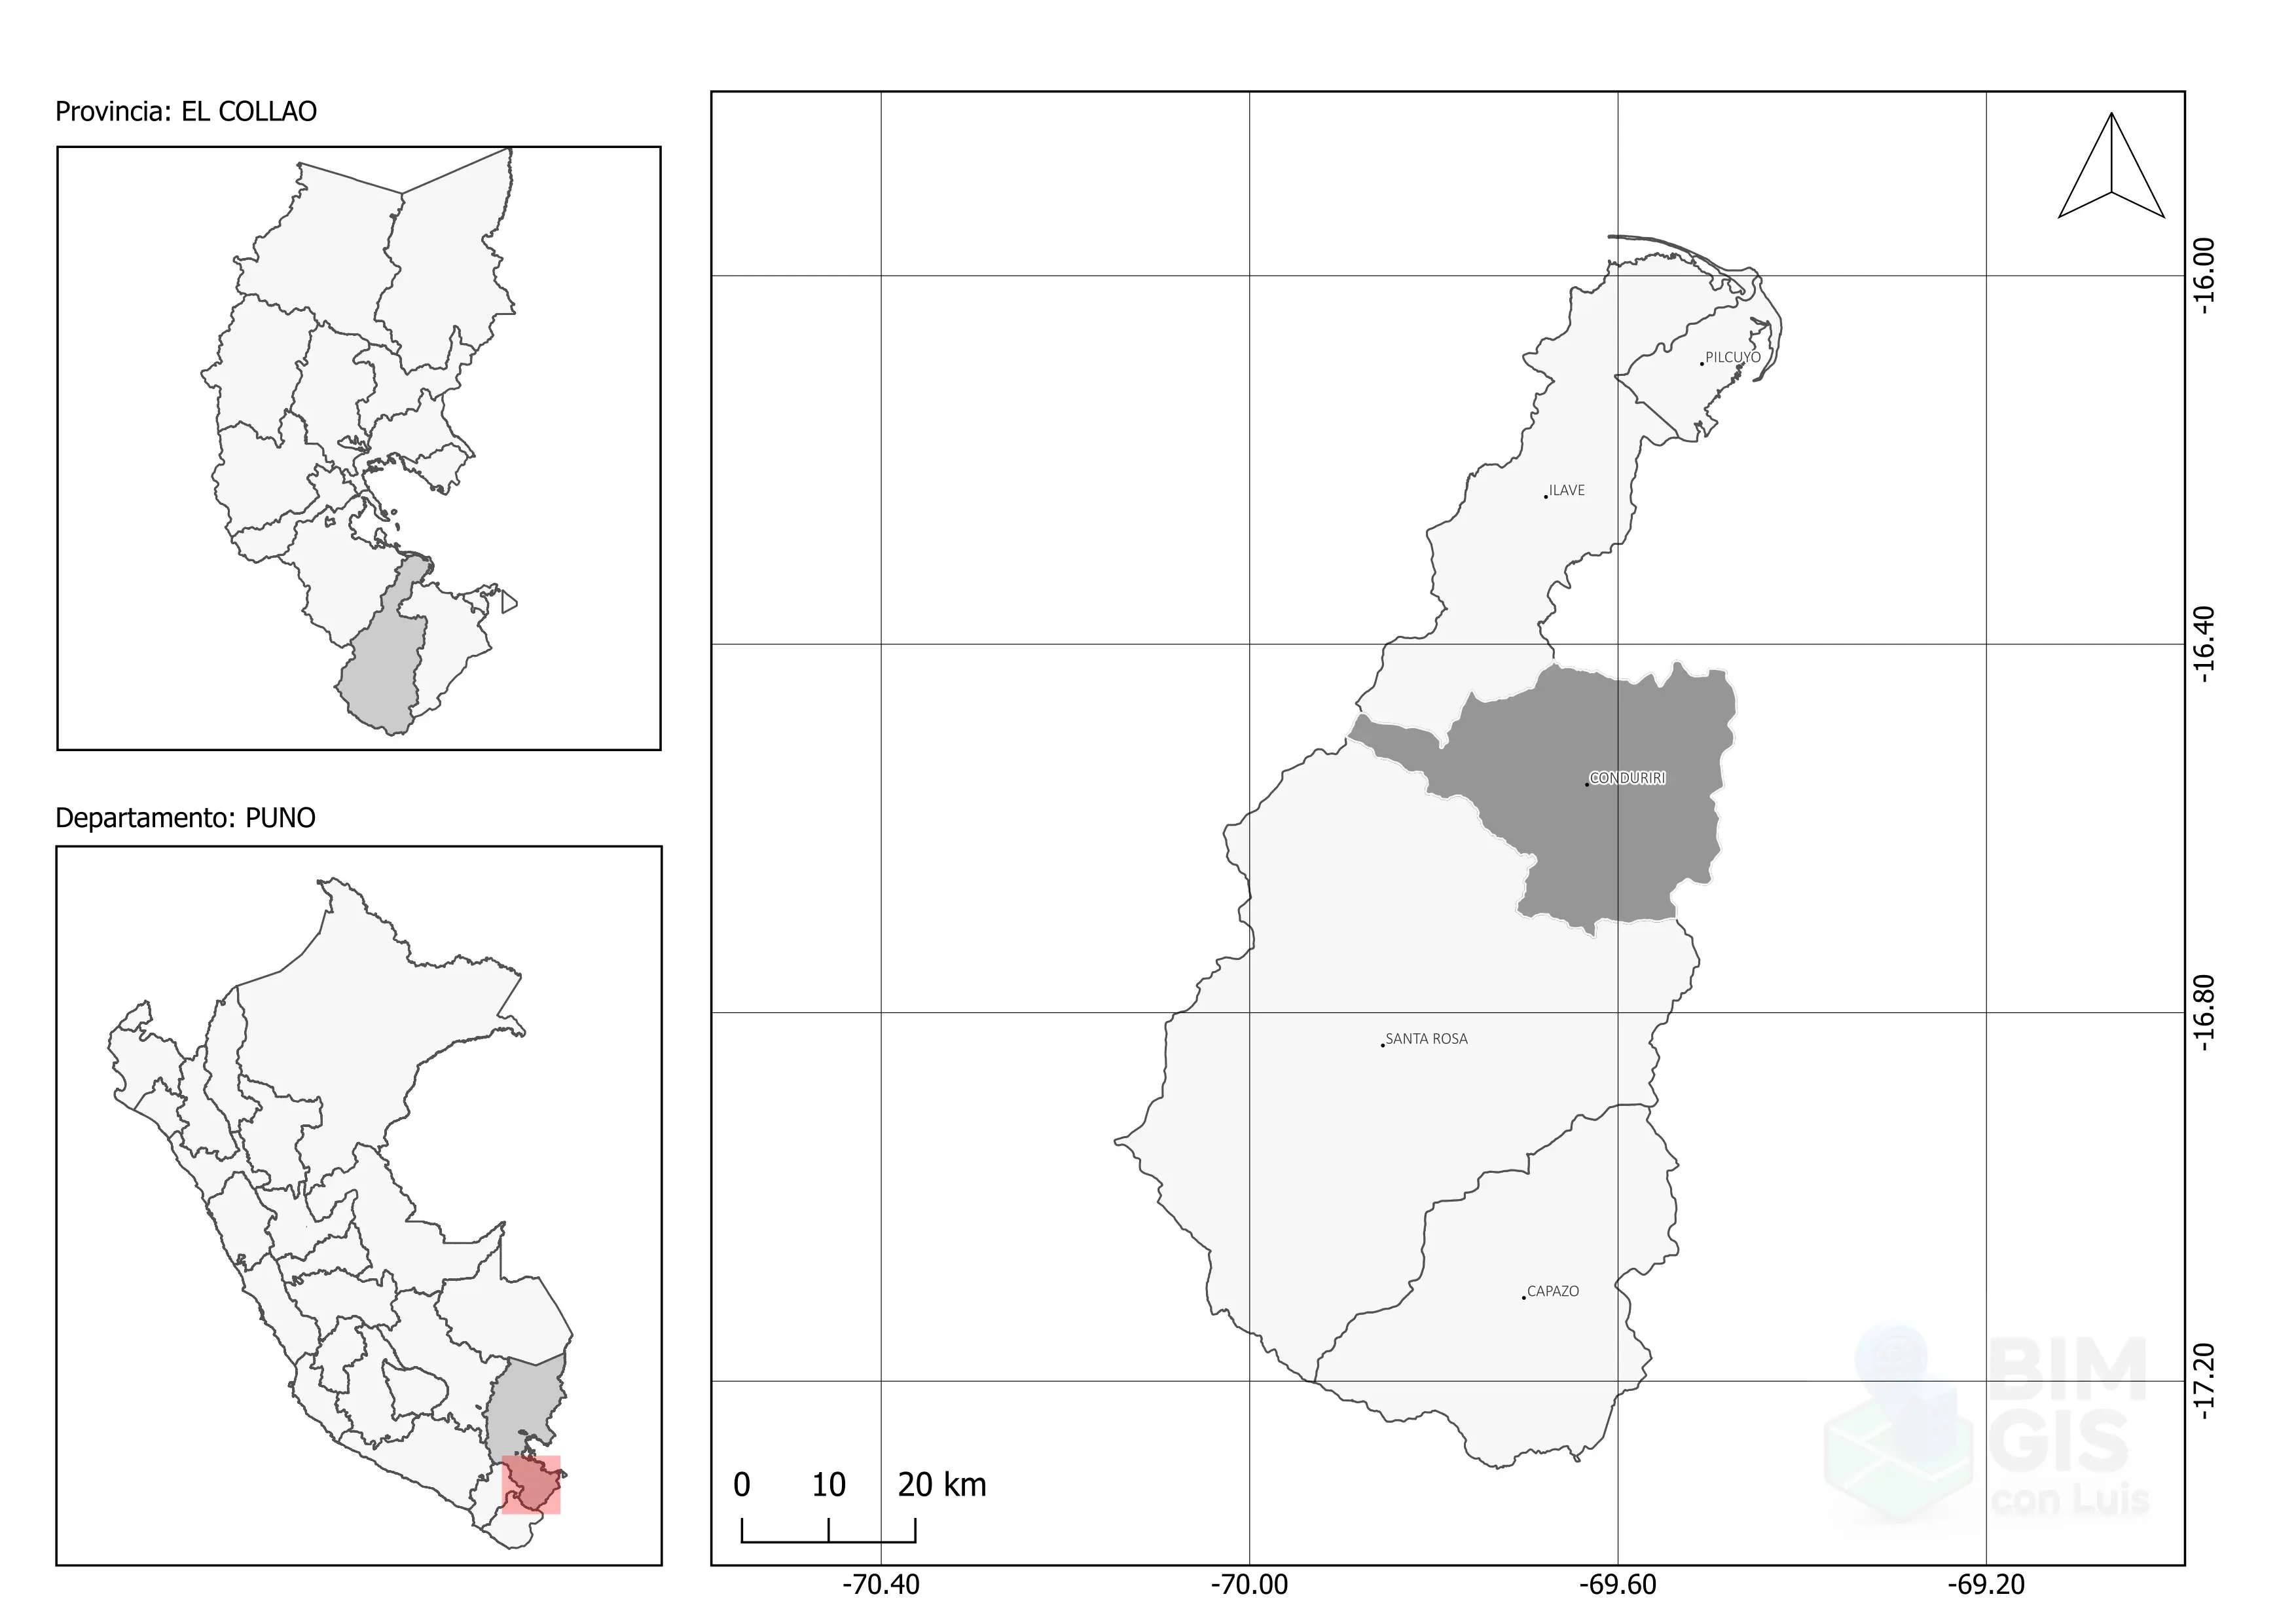 Provincia: EL COLLAO
Departamento: PUNO
PILCUYO
ILAVE
CONDURIRI
SANTA ROSA
CAPAZO
-16.00
-16.40
-16.80
-17.20
0 10 20 km
-70.40 -70.00 -69.60 -69.20
BIM
GIS
con Luis